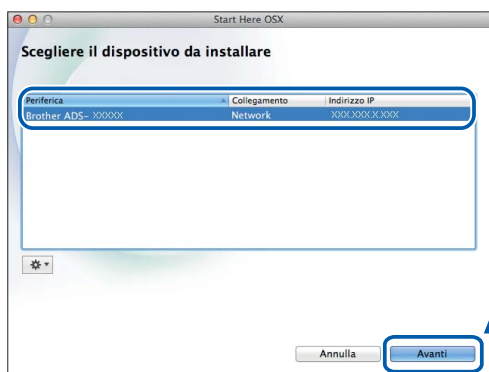 Start Here OSX
Scegliere il dispositivo da installare
Periferica Collegamento Indirizzo IP
Brother ADS- XXXXX Network XXX.XXX.X.XXX
Annulla Avanti